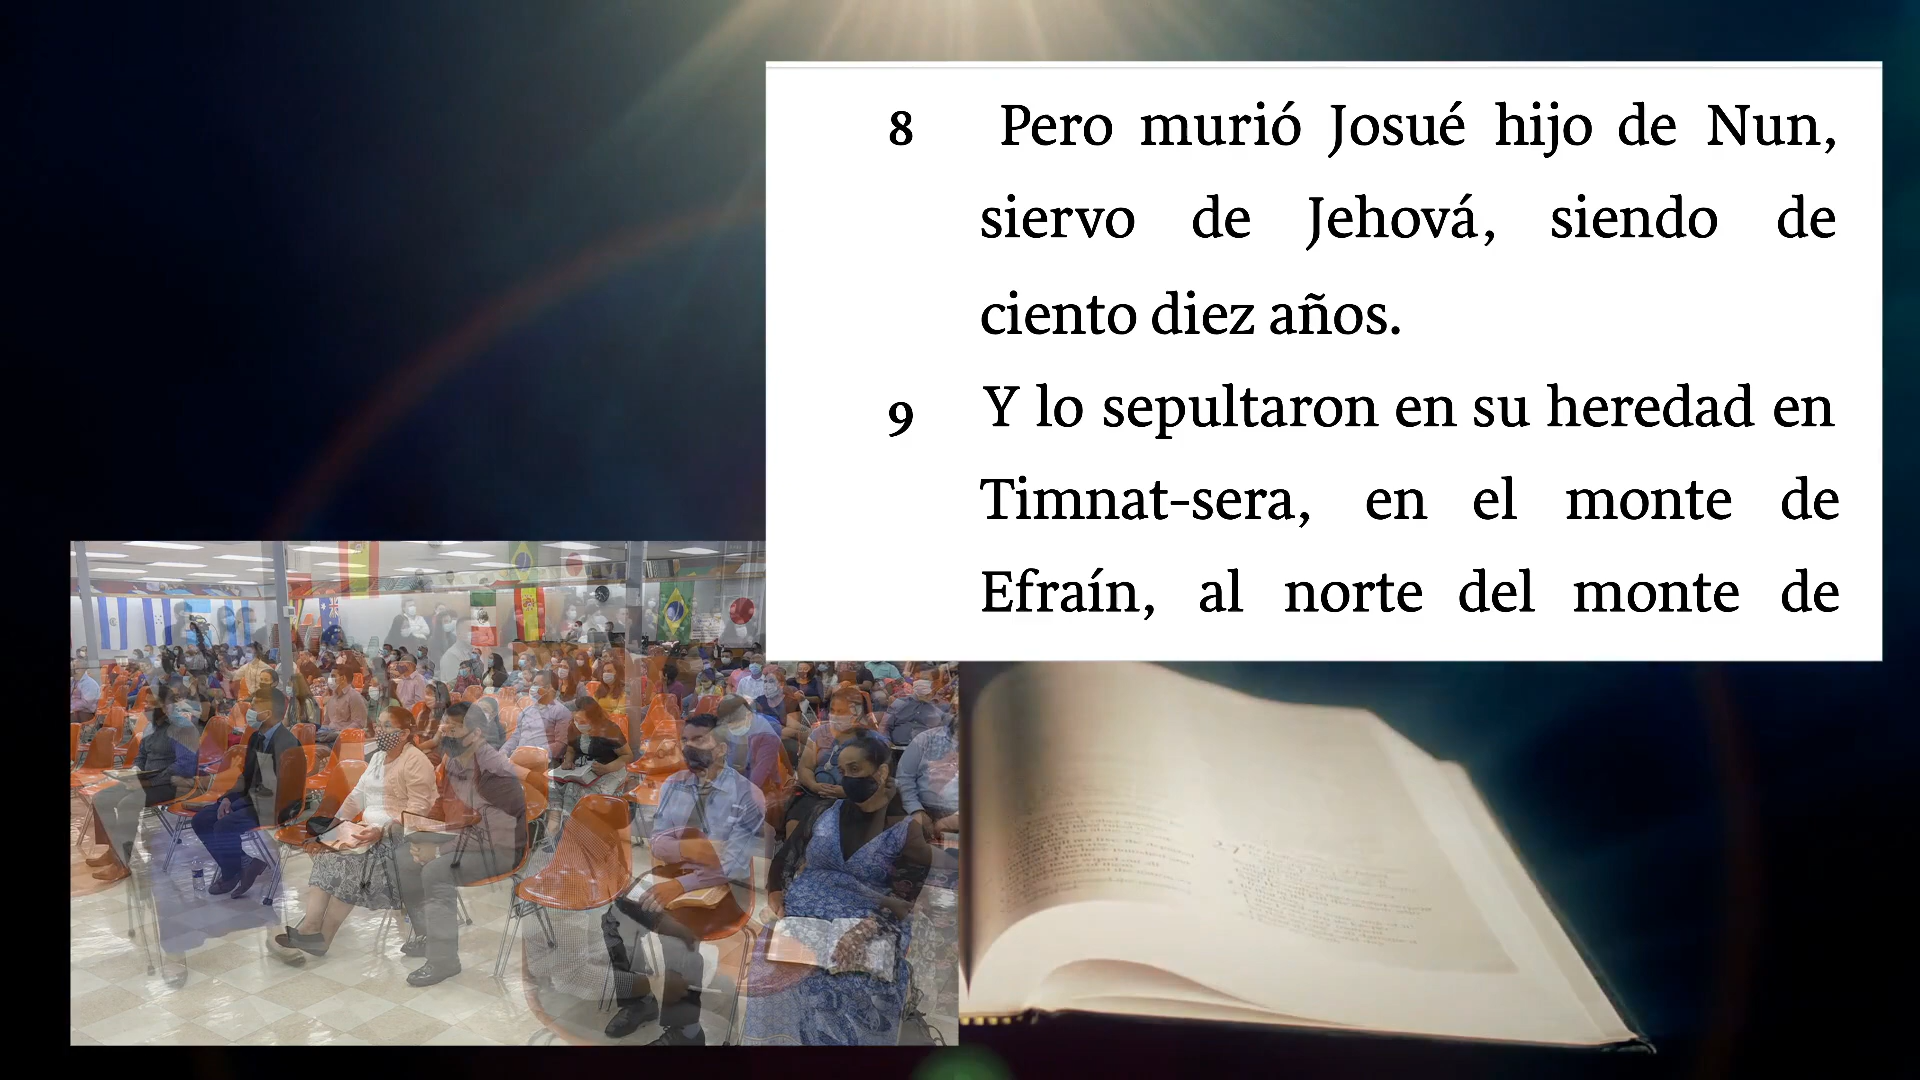 8 Pero murió Josué hijo de Nun,
siervo de Jehová, siendo de
ciento diez años.
9 Y lo sepultaron en su heredad en
Timnat-sera, en el monte de
Efraín, al norte del monte de